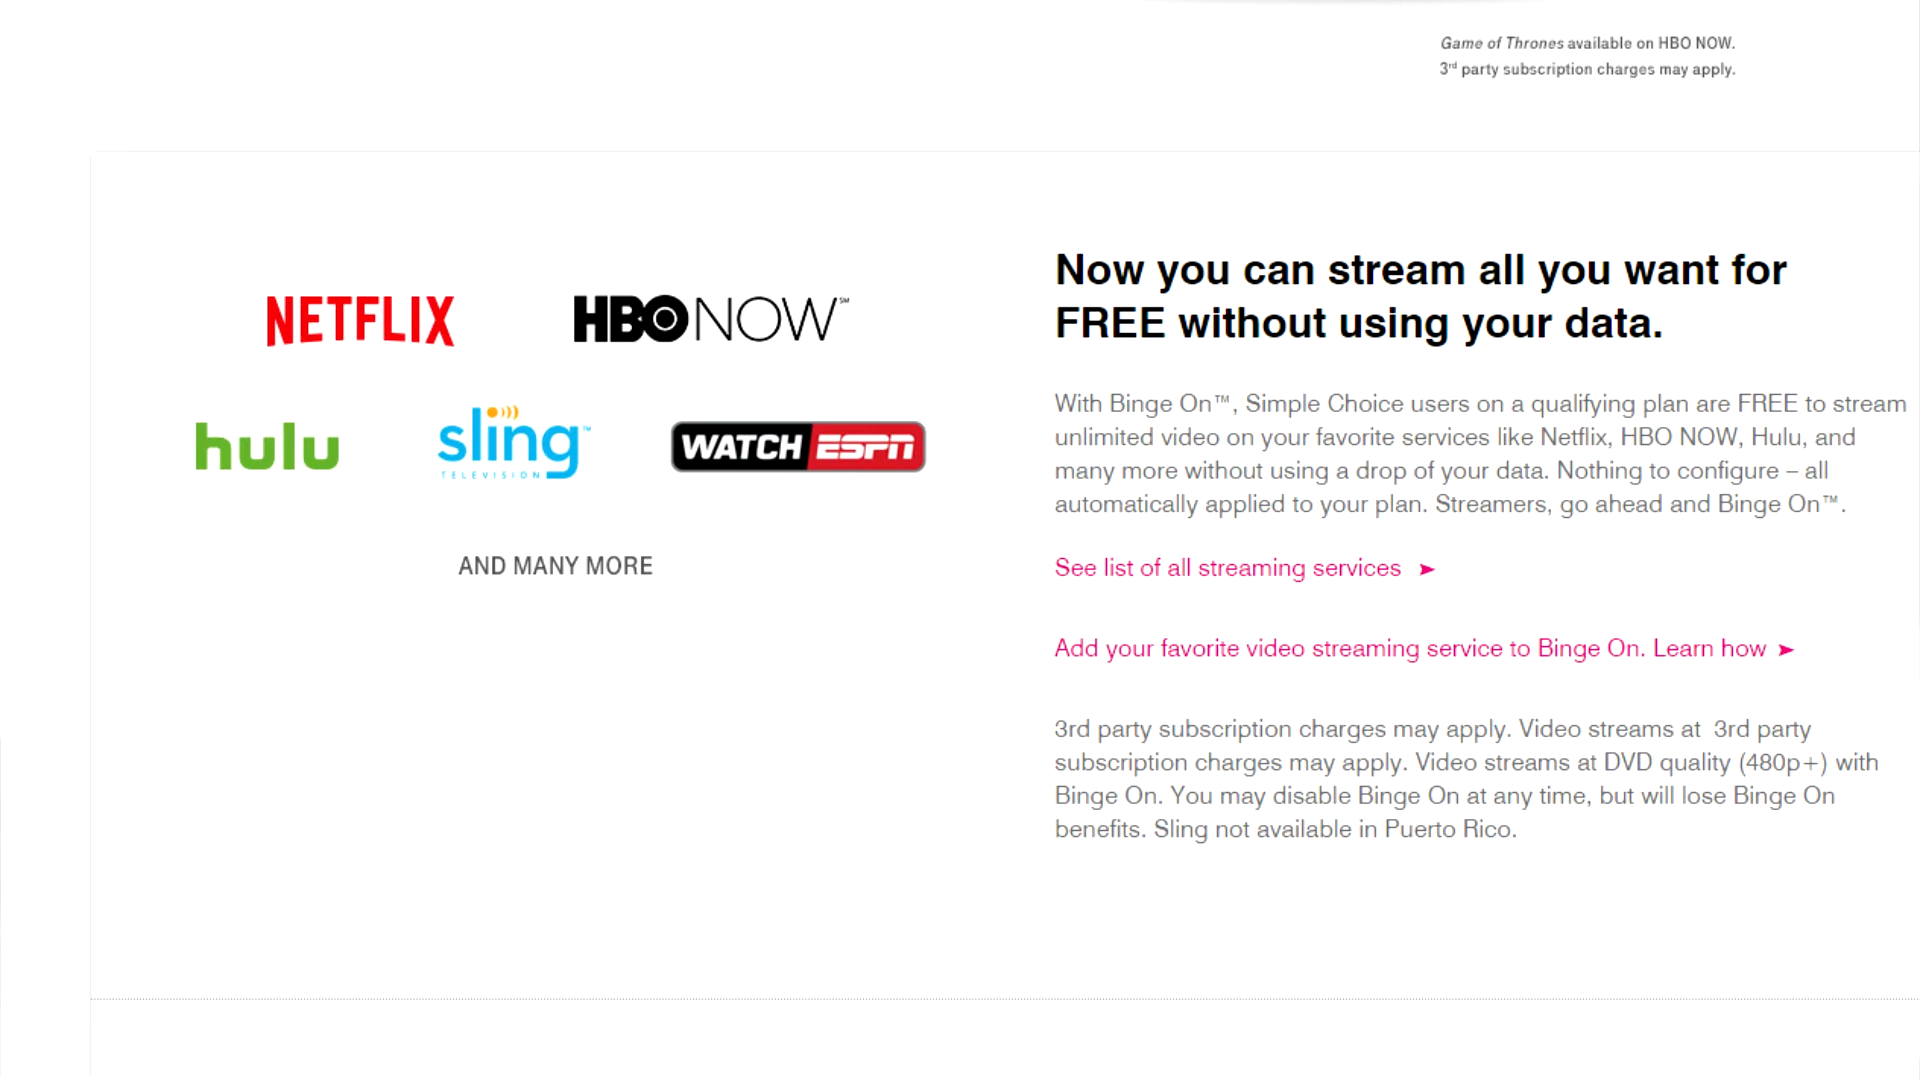 Game of Thrones available on HBO NOW.
3rd party subscription charges may apply.
NETFLIX
HBO NOW℠
hulu
sling™
TELEVISION
WATCH ESPN
AND MANY MORE
Now you can stream all you want for
FREE without using your data.
With Binge On™, Simple Choice users on a qualifying plan are FREE to stream
unlimited video on your favorite services like Netflix, HBO NOW, Hulu, and
many more without using a drop of your data. Nothing to configure – all
automatically applied to your plan. Streamers, go ahead and Binge On™.
See list of all streaming services ➤
Add your favorite video streaming service to Binge On. Learn how ➤
3rd party subscription charges may apply. Video streams at 3rd party
subscription charges may apply. Video streams at DVD quality (480p+) with
Binge On. You may disable Binge On at any time, but will lose Binge On
benefits. Sling not available in Puerto Rico.